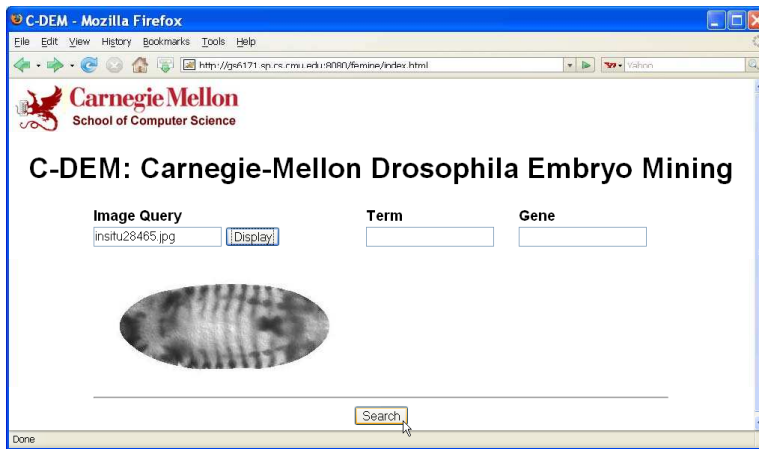 C-DEM - Mozilla Firefox
File Edit View History Bookmarks Tools Help
http://gs6171.sp.cs.cmu.edu:8080/femine/index.html Yahoo
Carnegie Mellon
School of Computer Science
C-DEM: Carnegie-Mellon Drosophila Embryo Mining
Image Query Term Gene
insitu28465.jpg Display
Search
Done